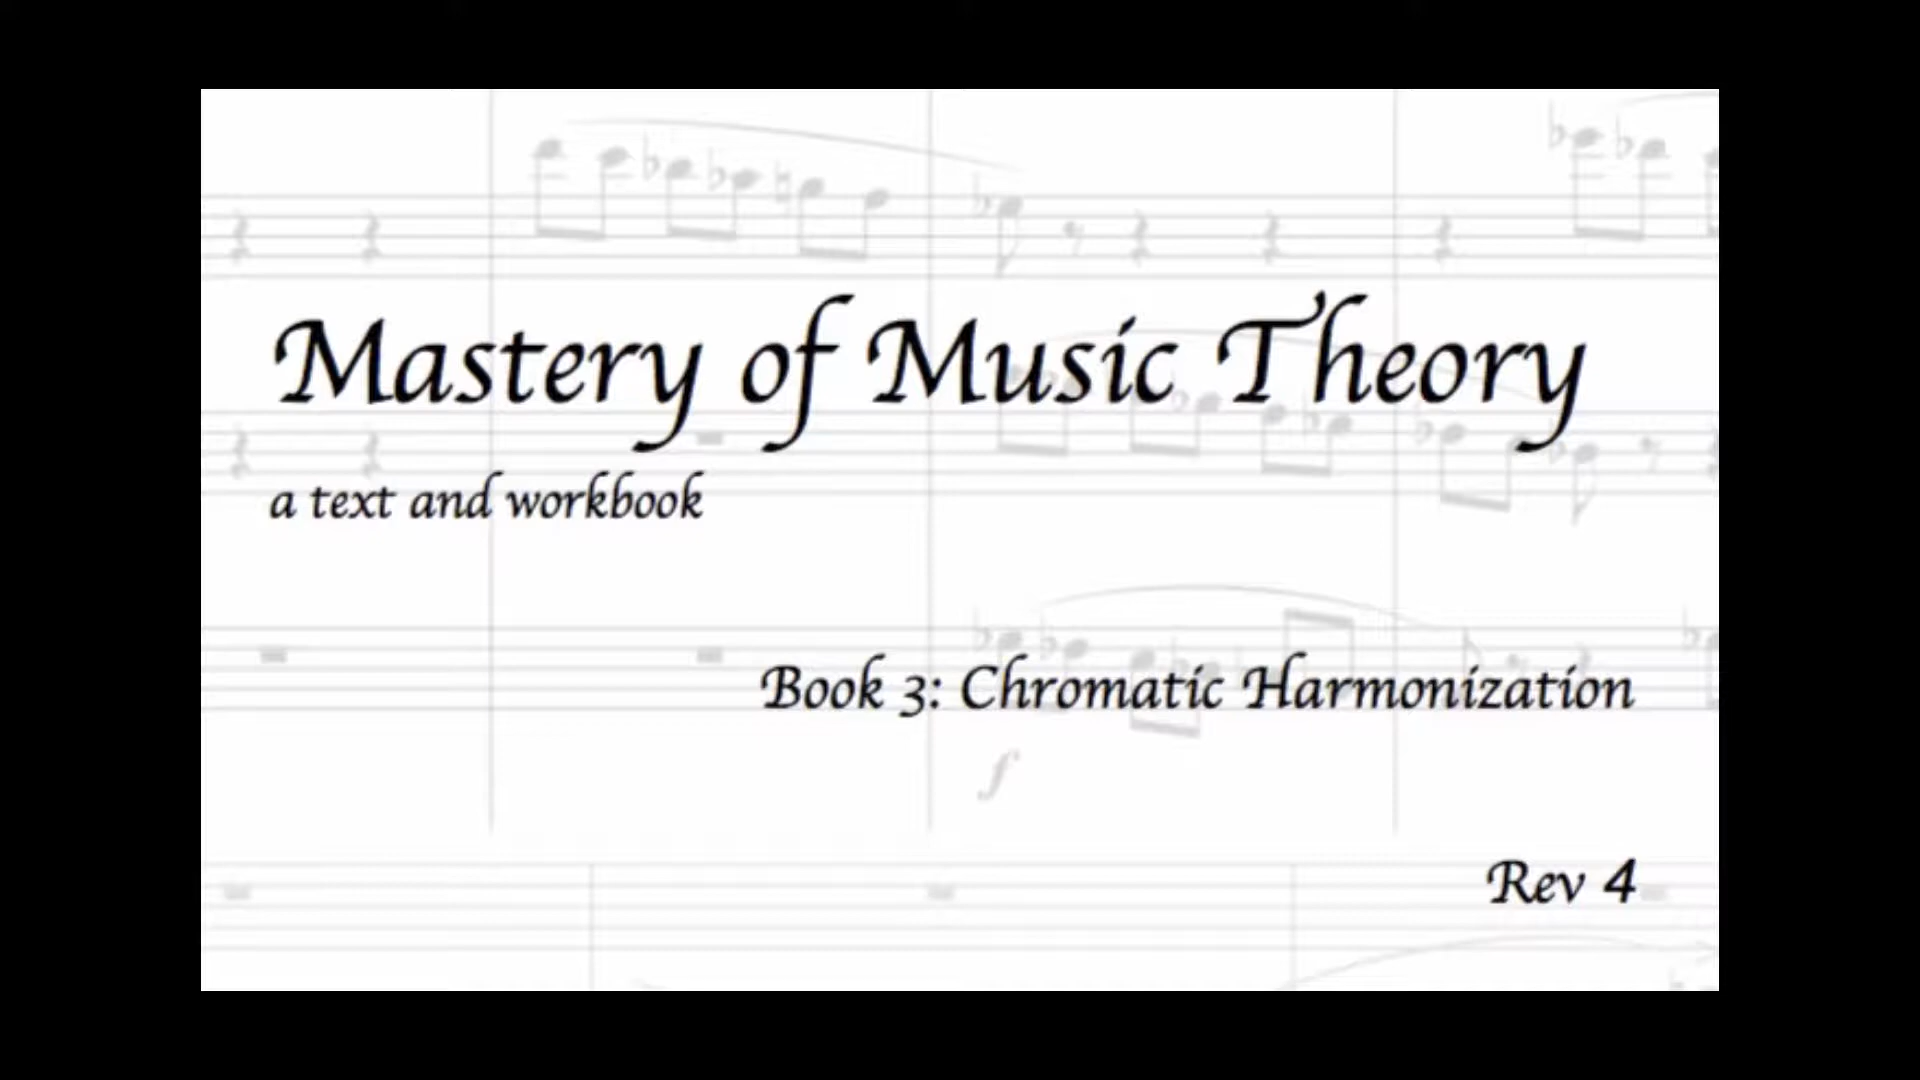 Mastery of Music Theory
a text and workbook
Book 3: Chromatic Harmonization
f
Rev 4